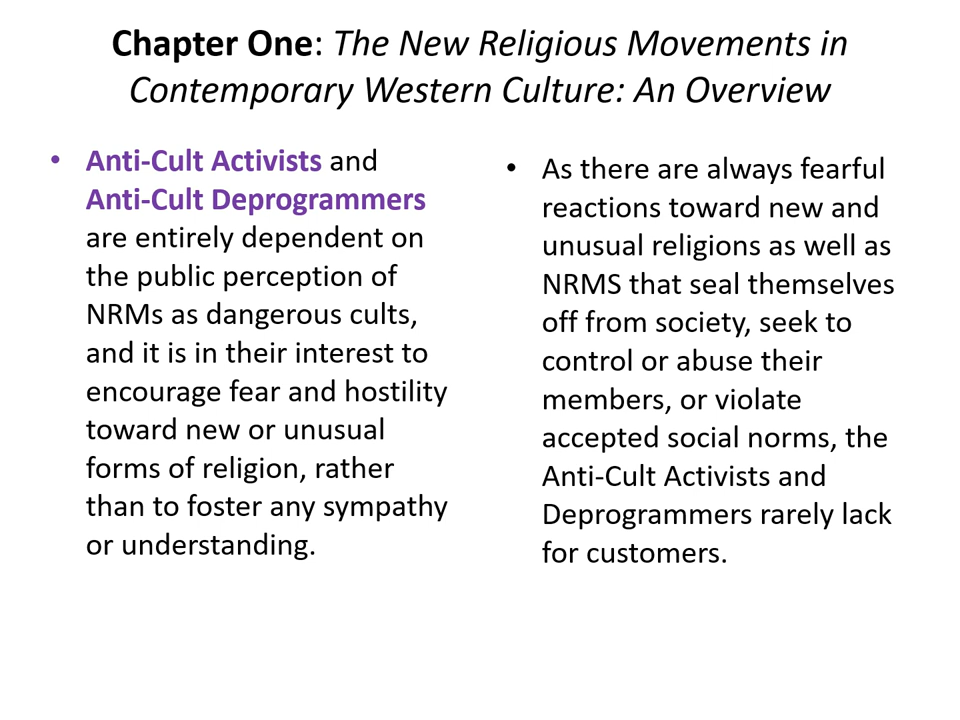 Chapter One: The New Religious Movements in
Contemporary Western Culture: An Overview
• Anti-Cult Activists and
Anti-Cult Deprogrammers
are entirely dependent on
the public perception of
NRMs as dangerous cults,
and it is in their interest to
encourage fear and hostility
toward new or unusual
forms of religion, rather
than to foster any sympathy
or understanding.
• As there are always fearful
reactions toward new and
unusual religions as well as
NRMS that seal themselves
off from society, seek to
control or abuse their
members, or violate
accepted social norms, the
Anti-Cult Activists and
Deprogrammers rarely lack
for customers.